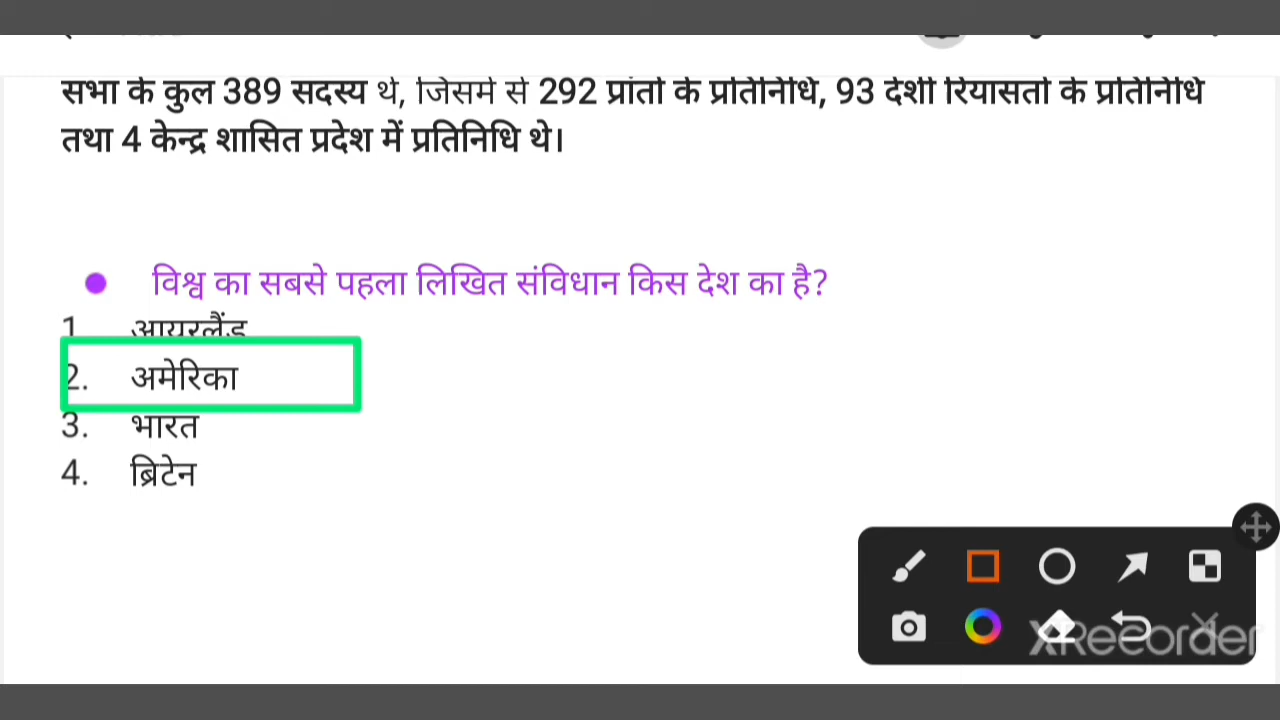 सभा के कुल 389 सदस्य थे, जिसमें से 292 प्रांतों के प्रतिनिधि, 93 देशी रियासतों के प्रतिनिधि
तथा 4 केन्द्र शासित प्रदेश में प्रतिनिधि थे।
विश्व का सबसे पहला लिखित संविधान किस देश का है?
1. आयरलैंड
2. अमेरिका
3. भारत
4. ब्रिटेन
XRecorder